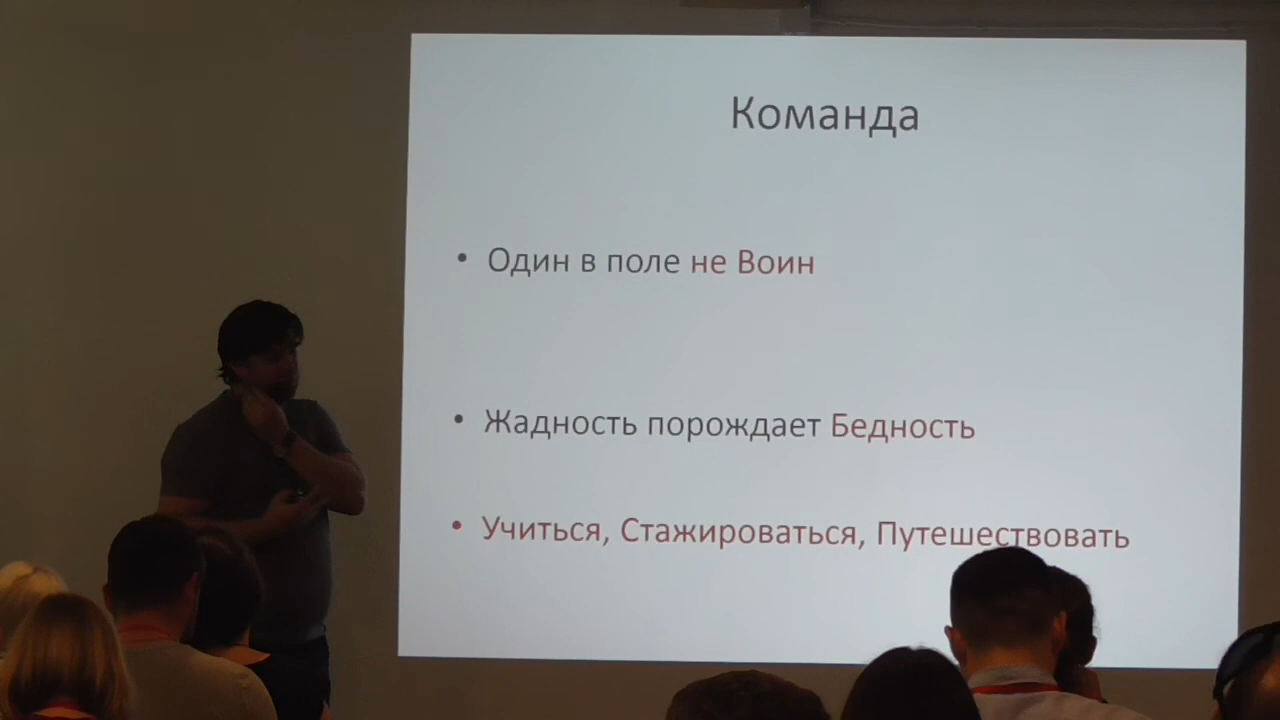 Команда
• Один в поле не Воин
• Жадность порождает Бедность
• Учиться, Стажироваться, Путешествовать